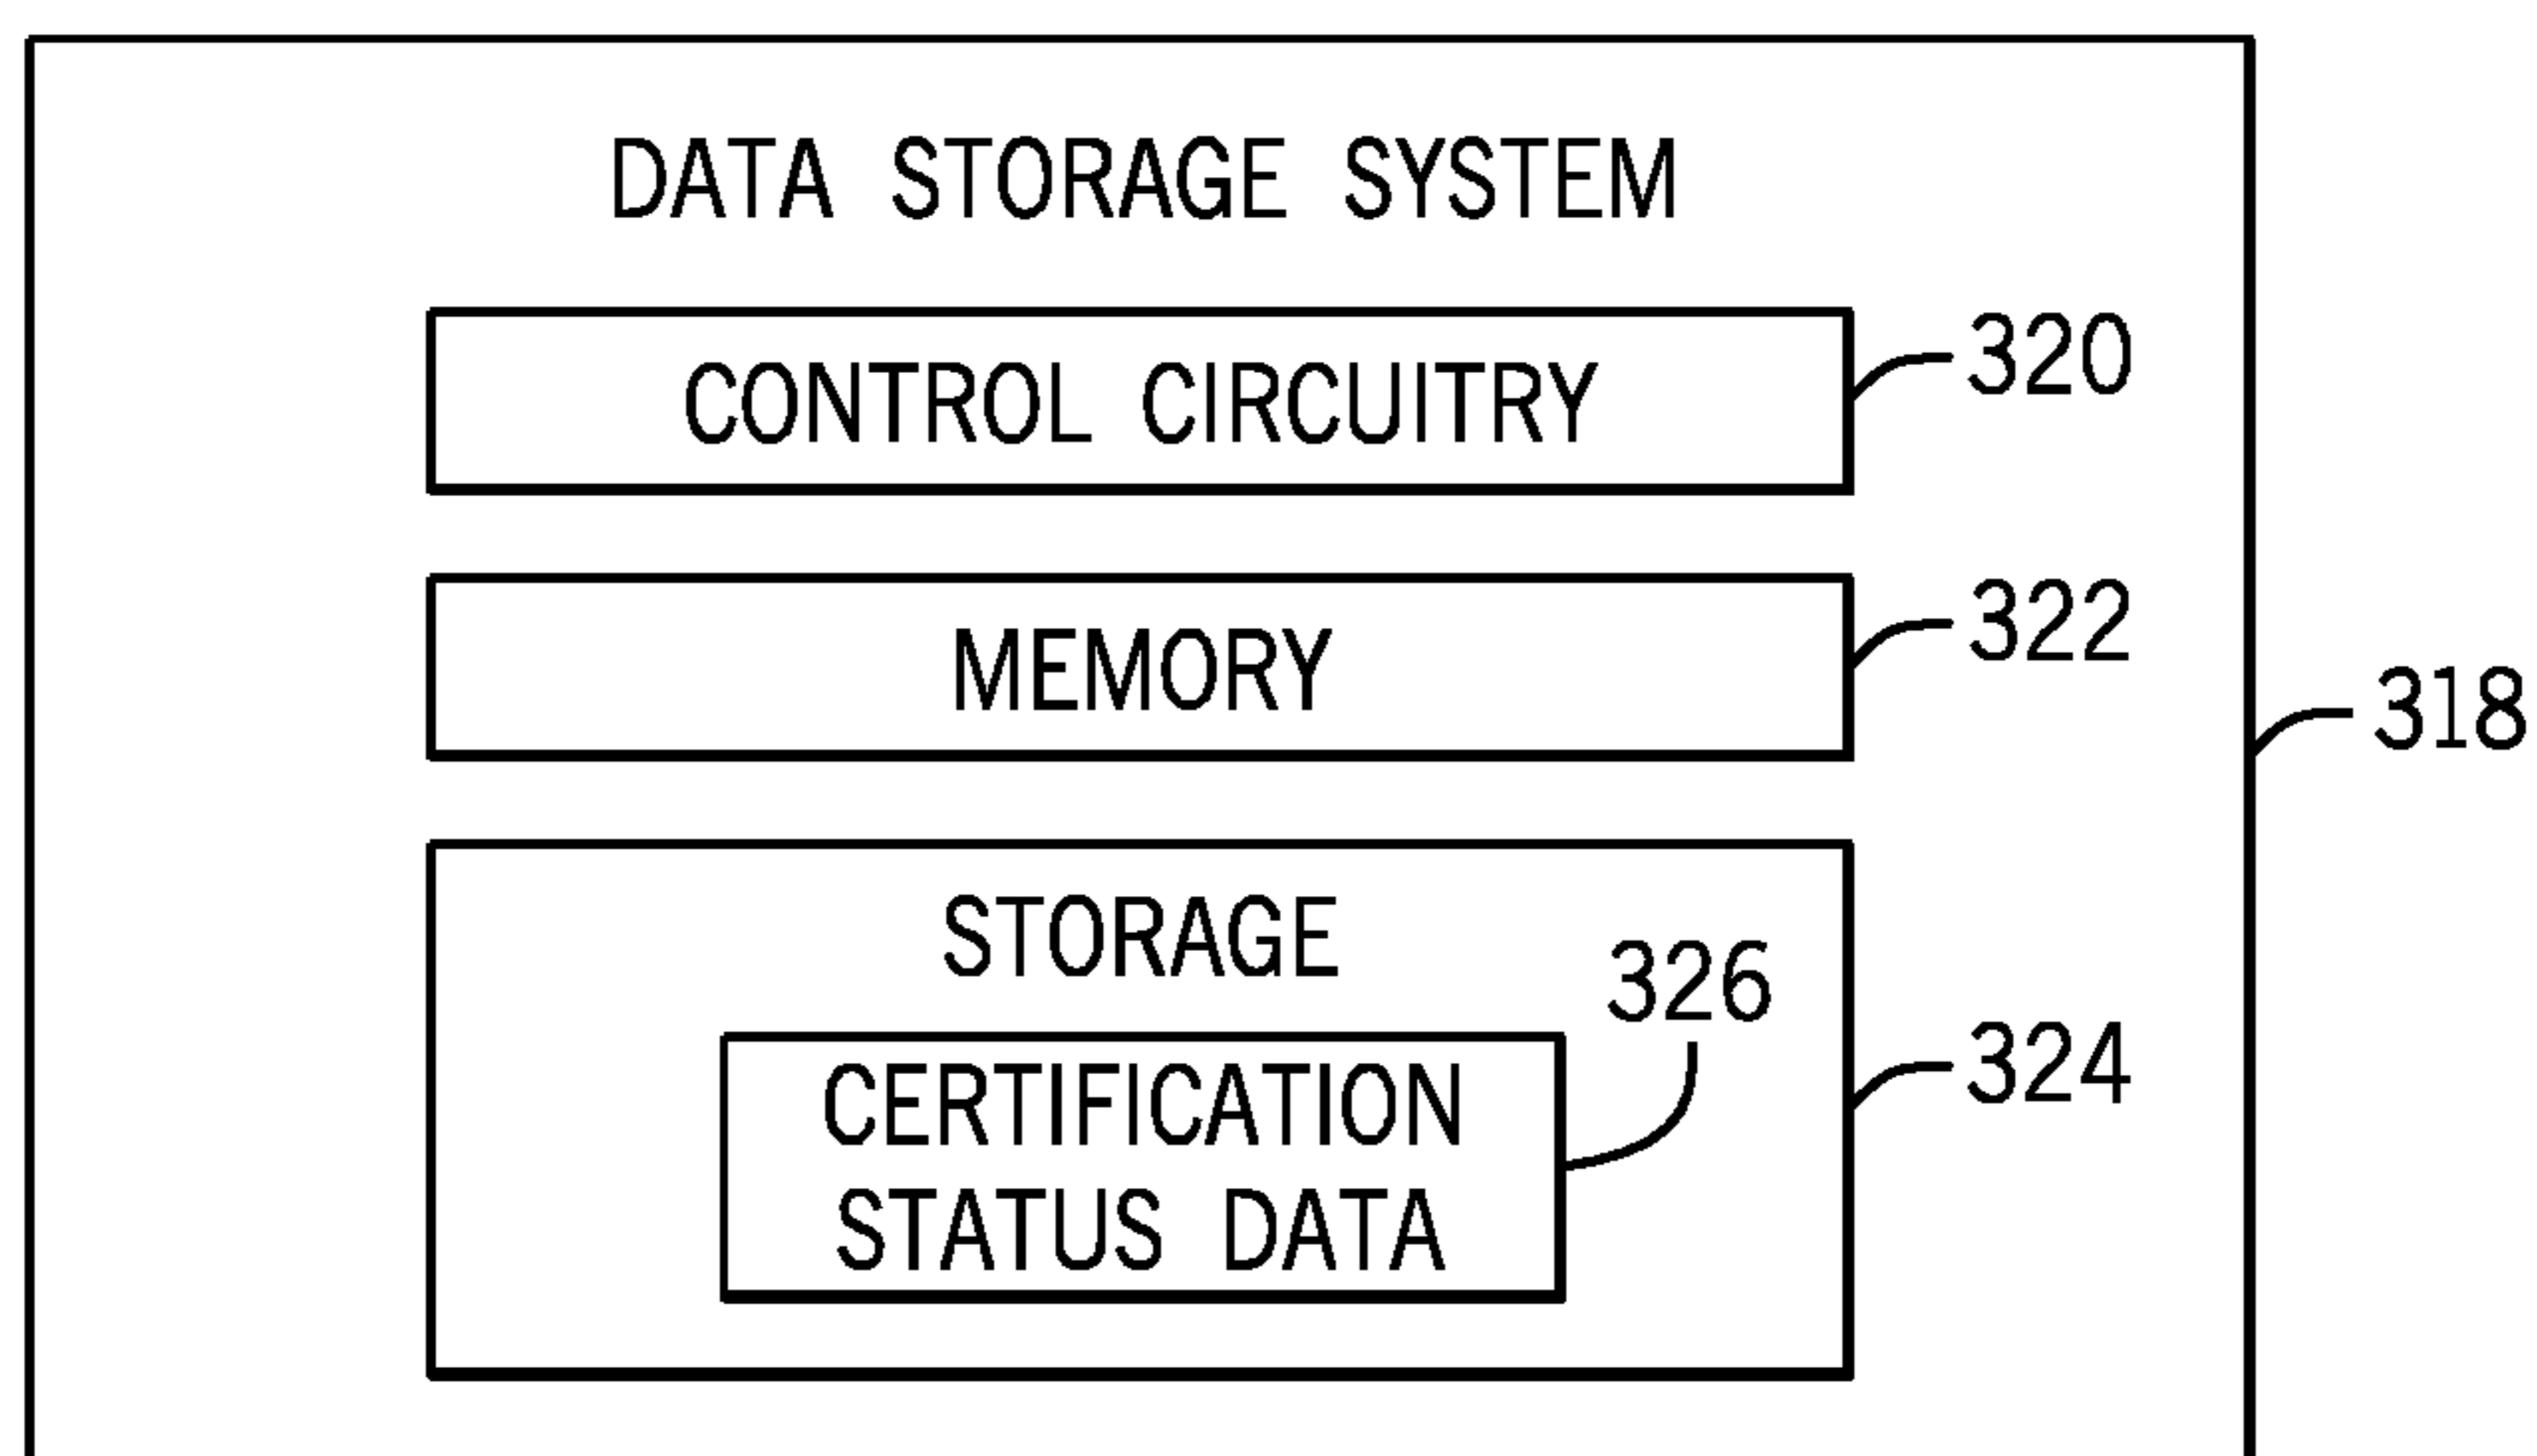 DATA STORAGE SYSTEM
CONTROL CIRCUITRY
320
MEMORY
322
318
STORAGE
326
CERTIFICATION
STATUS DATA
324